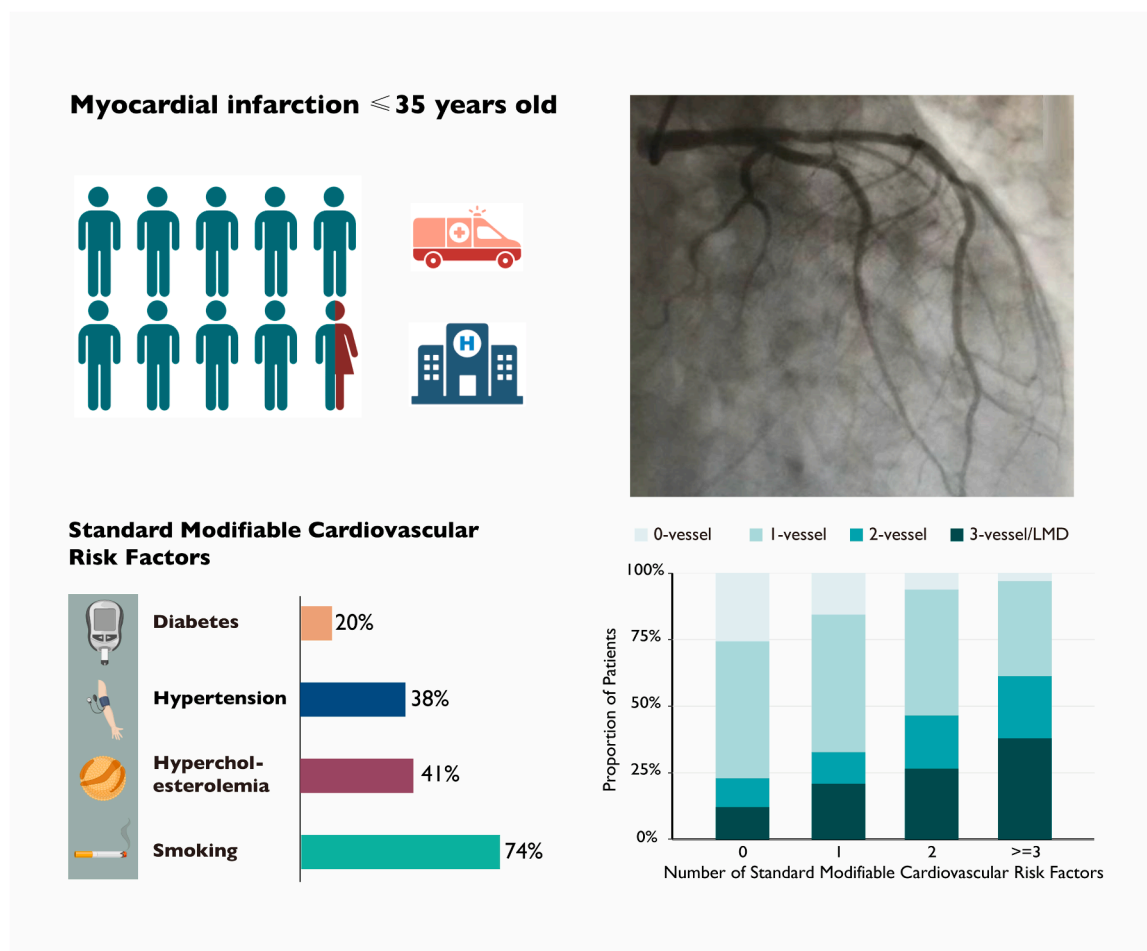 Myocardial infarction ⩽ 35 years old
H
Standard Modifiable Cardiovascular
Risk Factors
Diabetes
20%
Hypertension
38%
Hyperchol-
esterolemia
41%
Smoking
74%
0-vessel
1-vessel
2-vessel
3-vessel/LMD
Proportion of Patients
100%
75%
50%
25%
0%
0
1
2
>=3
Number of Standard Modifiable Cardiovascular Risk Factors